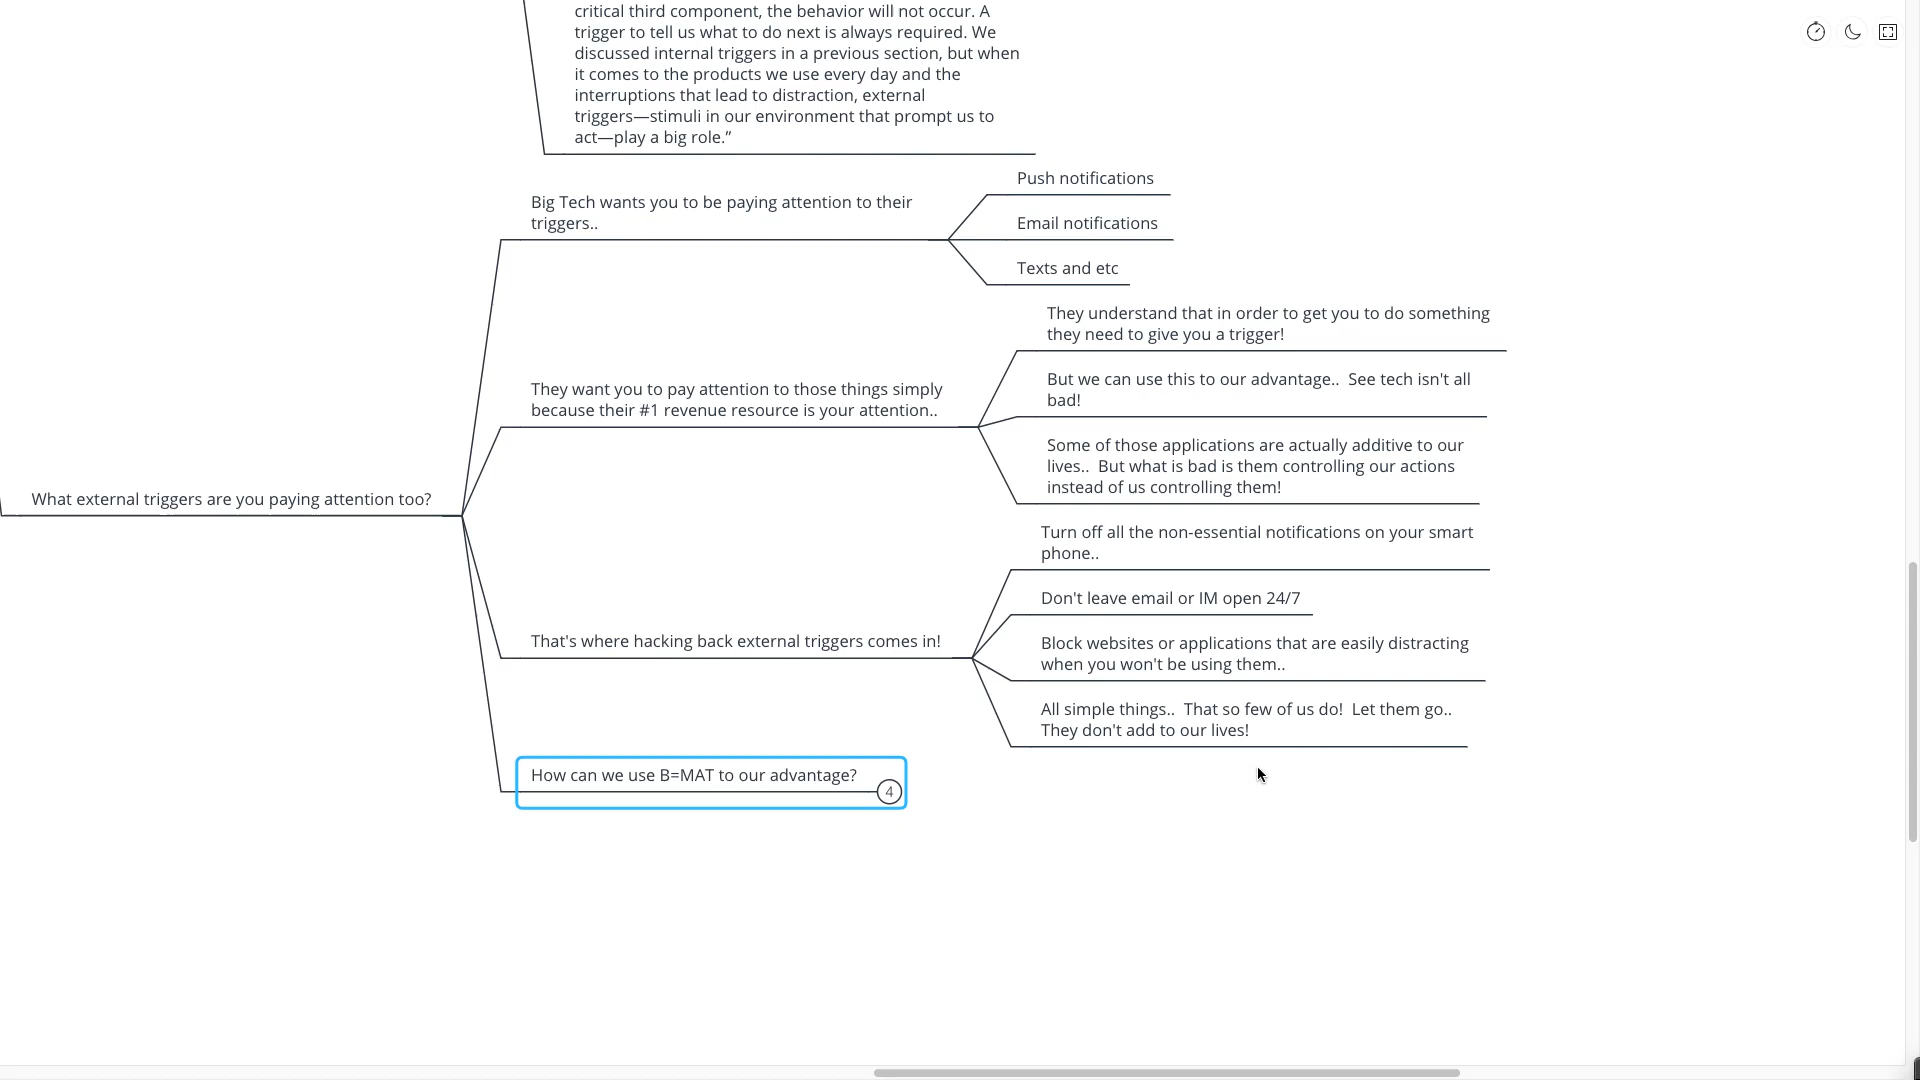 critical third component, the behavior will not occur. A
trigger to tell us what to do next is always required. We
discussed internal triggers in a previous section, but when
it comes to the products we use every day and the
interruptions that lead to distraction, external
triggers—stimuli in our environment that prompt us to
act—play a big role.”
Push notifications
Big Tech wants you to be paying attention to their
triggers..
Email notifications
Texts and etc
They understand that in order to get you to do something
they need to give you a trigger!
They want you to pay attention to those things simply
because their #1 revenue resource is your attention..
But we can use this to our advantage..  See tech isn't all
bad!
Some of those applications are actually additive to our
lives..  But what is bad is them controlling our actions
instead of us controlling them!
What external triggers are you paying attention too?
Turn off all the non-essential notifications on your smart
phone..
Don't leave email or IM open 24/7
That's where hacking back external triggers comes in!
Block websites or applications that are easily distracting
when you won't be using them..
All simple things..  That so few of us do!  Let them go..
They don't add to our lives!
How can we use B=MAT to our advantage?
4